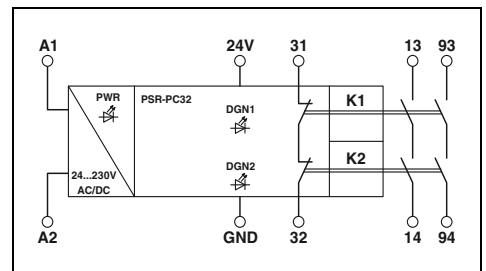 A1 24V 31 13 93
PWR PSR-PC32 K1
DGN1
K2
DGN2
24...230V
AC/DC
A2 GND 32 14 94